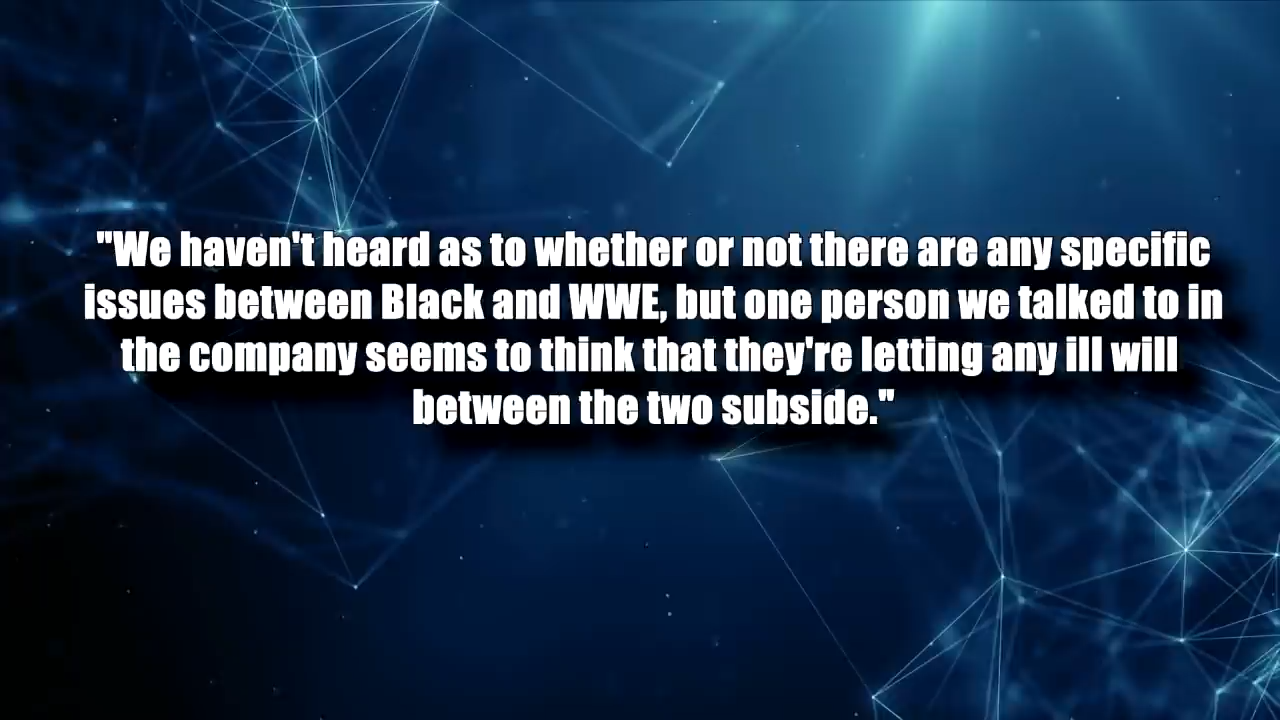 "We haven't heard as to whether or not there are any specific
issues between Black and WWE, but one person we talked to in
the company seems to think that they're letting any ill will
between the two subside."